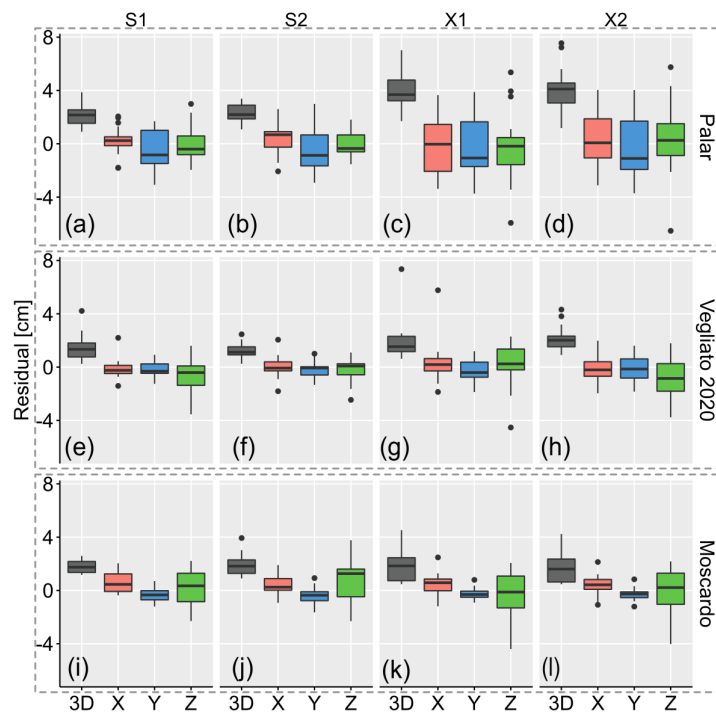 S1 S2 X1 X2
8
4
0
−4
(a) (b) (c) (d)
Palar
8
4
0
−4
(e) (f) (g) (h)
Vegliato 2020
Residual [cm]
8
4
0
−4
(i) (j) (k) (l)
Moscardo
3D X Y Z 3D X Y Z 3D X Y Z 3D X Y Z